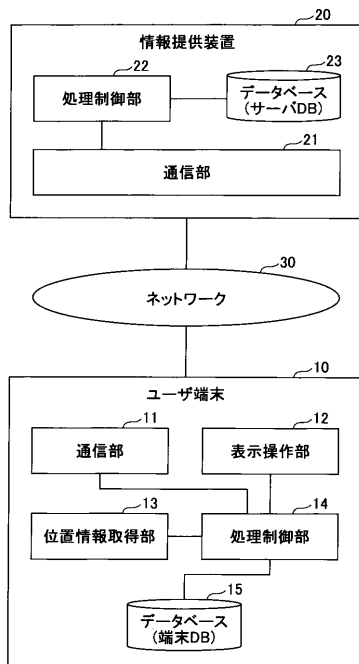 20
情報提供装置
22
処理制御部
23
データベース
(サーバDB)
21
通信部
30
ネットワーク
10
ユーザ端末
11
通信部
12
表示操作部
13
位置情報取得部
14
処理制御部
15
データベース
(端末DB)